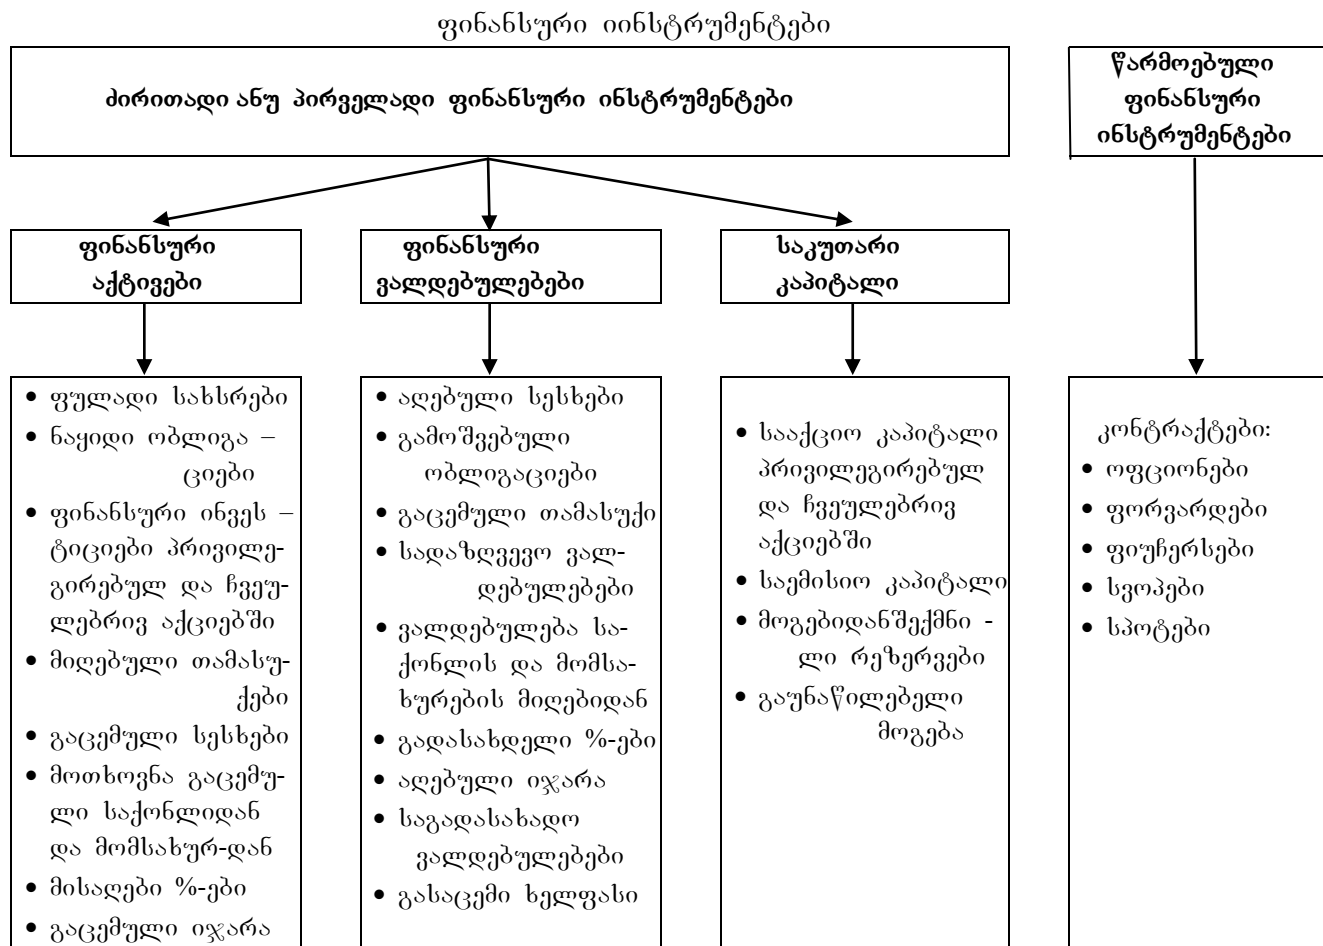 ფინანსური იინსტრუმენტები
ძირითადი ანუ პირველადი ფინანსური ინსტრუმენტები
წარმოებული
ფინანსური
ინსტრუმენტები
ფინანსური
აქტივები
ფინანსური
ვალდებულებები
საკუთარი
კაპიტალი
• ფულადი სახსრები
• ნაყიდი ობლიგა –
ციები
• ფინანსური ინვეს –
ტიციები პრივილე-
გირებულ და ჩვეუ-
ლებრივ აქციებში
• მიღებული თამასუ-
ქები
• გაცემული სესხები
• მოთხოვნა გაცემუ-
ლი საქონლიდან
და მომსახურ-დან
• მისაღები %-ები
• გაცემული იჯარა
• აღებული სესხები
• გამოშვებული
ობლიგაციები
• გაცემული თამასუქი
• სადაზღვევო ვალ-
დებულებები
• ვალდებულება სა-
ქონლის და მომსა-
ხურების მიღებიდან
• გადასახდელი %-ები
• აღებული იჯარა
• საგადასახადო
ვალდებულებები
• გასაცემი ხელფასი
• სააქციო კაპიტალი
პრივილეგირებულ
და ჩვეულებრივ
აქციებში
• საემისიო კაპიტალი
• მოგებიდანშექმნი -
ლი რეზერვები
• გაუნაწილებელი
მოგება
კონტრაქტები:
• ოფციონები
• ფორვარდები
• ფიუჩერსები
• სვოპები
• სპოტები